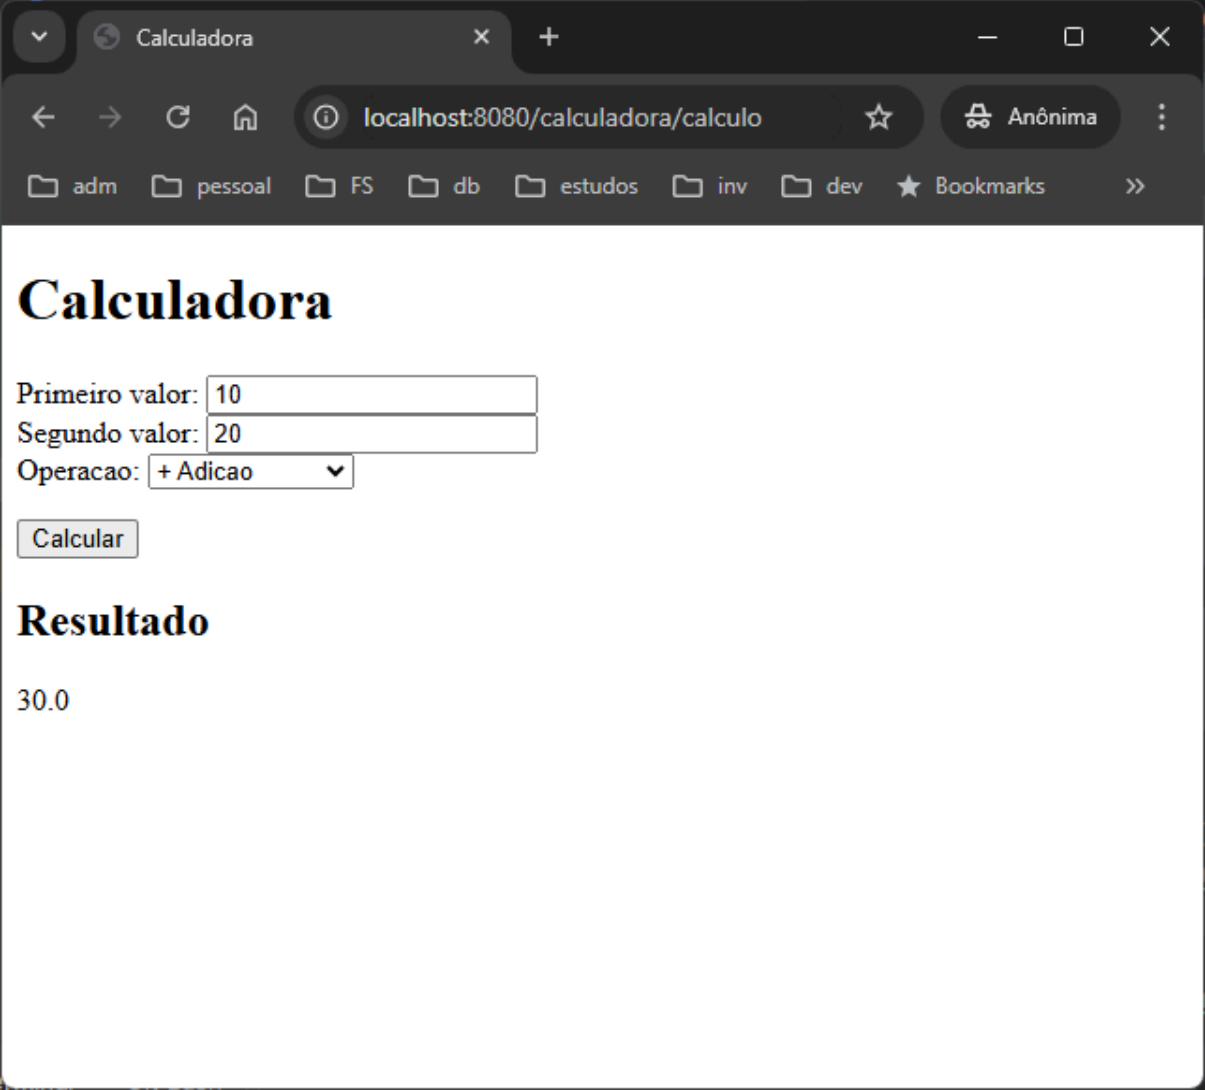 Calculadora
localhost:8080/calculadora/calculo
Anônima
adm pessoal FS db estudos inv dev Bookmarks
Calculadora
Primeiro valor: 10
Segundo valor: 20
Operacao: + Adicao
Calcular
Resultado
30.0